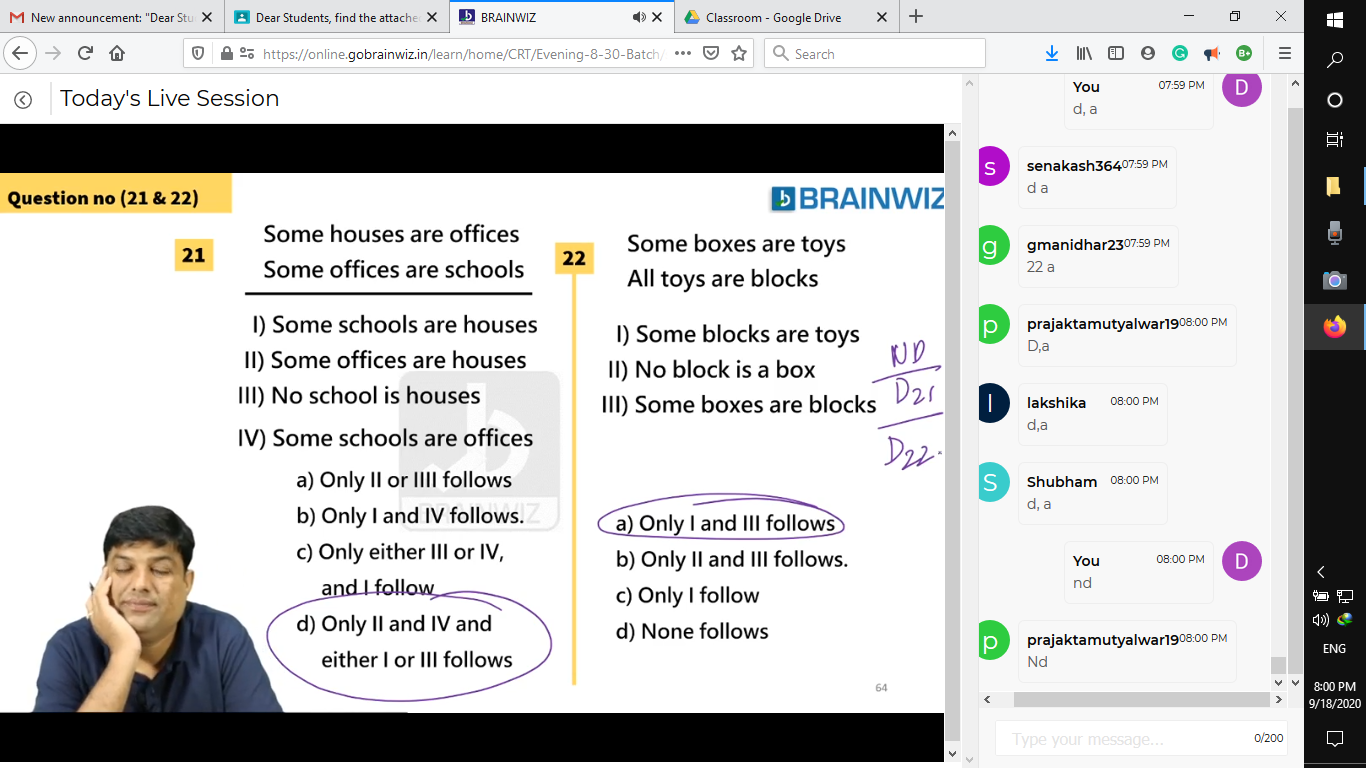 New announcement: "Dear Stu
Dear Students, find the attache
BRAINWIZ
Classroom - Google Drive
https://online.gobrainwiz.in/learn/home/CRT/Evening-8-30-Batch/
Search
Today's Live Session
Question no (21 & 22)
BRAINWIZ
21
Some houses are offices
Some offices are schools
I) Some schools are houses
II) Some offices are houses
III) No school is houses
IV) Some schools are offices
a) Only II or IIII follows
b) Only I and IV follows.
c) Only either III or IV,
and I follow
d) Only II and IV and
either I or III follows
22
Some boxes are toys
All toys are blocks
I) Some blocks are toys
II) No block is a box
III) Some boxes are blocks
ND
D21
D22.
a) Only I and III follows
b) Only II and III follows.
c) Only I follow
d) None follows
BRAINWIZ
64
You 07:59 PM
D
d, a
s
senakash364 07:59 PM
d a
g
gmanidhar23 07:59 PM
22 a
p
prajaktamutyalwar19 08:00 PM
D,a
l
lakshika 08:00 PM
d,a
S
Shubham 08:00 PM
d, a
You 08:00 PM
D
nd
p
prajaktamutyalwar19 08:00 PM
Nd
Type your message... 0/200
ENG
8:00 PM
9/18/2020